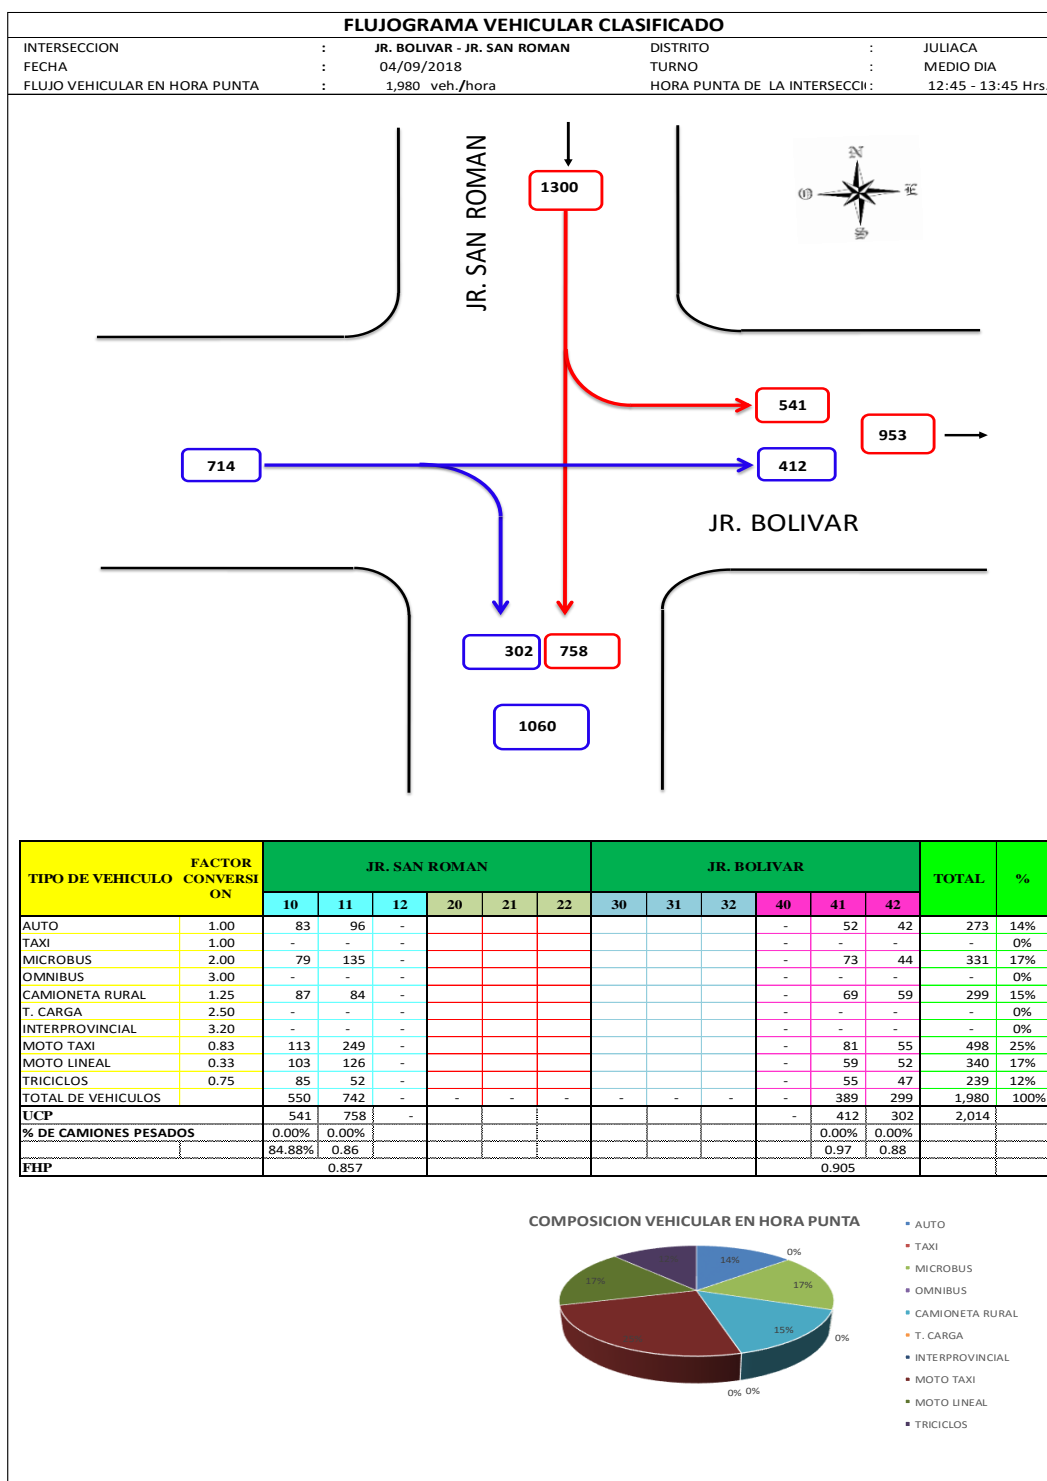 FLUJOGRAMA VEHICULAR CLASIFICADO
INTERSECCION : JR. BOLIVAR - JR. SAN ROMAN DISTRITO : JULIACA
FECHA : 04/09/2018 TURNO : MEDIO DIA
FLUJO VEHICULAR EN HORA PUNTA : 1,980 veh./hora HORA PUNTA DE LA INTERSECCI : 12:45 - 13:45 Hrs.
JR. SAN ROMAN
1300
N
O E
S
541
953
714
412
JR. BOLIVAR
302 758
1060
TIPO DE VEHICULO FACTOR CONVERSI ON JR. SAN ROMAN JR. BOLIVAR TOTAL %
10 11 12 20 21 22 30 31 32 40 41 42
AUTO 1.00 83 96 - - 52 42 273 14%
TAXI 1.00 - - - - - - - 0%
MICROBUS 2.00 79 135 - - 73 44 331 17%
OMNIBUS 3.00 - - - - - - - 0%
CAMIONETA RURAL 1.25 87 84 - - 69 59 299 15%
T. CARGA 2.50 - - - - - - - 0%
INTERPROVINCIAL 3.20 - - - - - - - 0%
MOTO TAXI 0.83 113 249 - - 81 55 498 25%
MOTO LINEAL 0.33 103 126 - - 59 52 340 17%
TRICICLOS 0.75 85 52 - - 55 47 239 12%
TOTAL DE VEHICULOS 550 742 - - - - - - - - 389 299 1,980 100%
UCP 541 758 - - 412 302 2,014
% DE CAMIONES PESADOS 0.00% 0.00% 0.00% 0.00%
84.88% 0.86 0.97 0.88
FHP 0.857 0.905
COMPOSICION VEHICULAR EN HORA PUNTA
14%
0%
17%
0%
15%
0%
0%
17%
AUTO
TAXI
MICROBUS
OMNIBUS
CAMIONETA RURAL
T. CARGA
INTERPROVINCIAL
MOTO TAXI
MOTO LINEAL
TRICICLOS